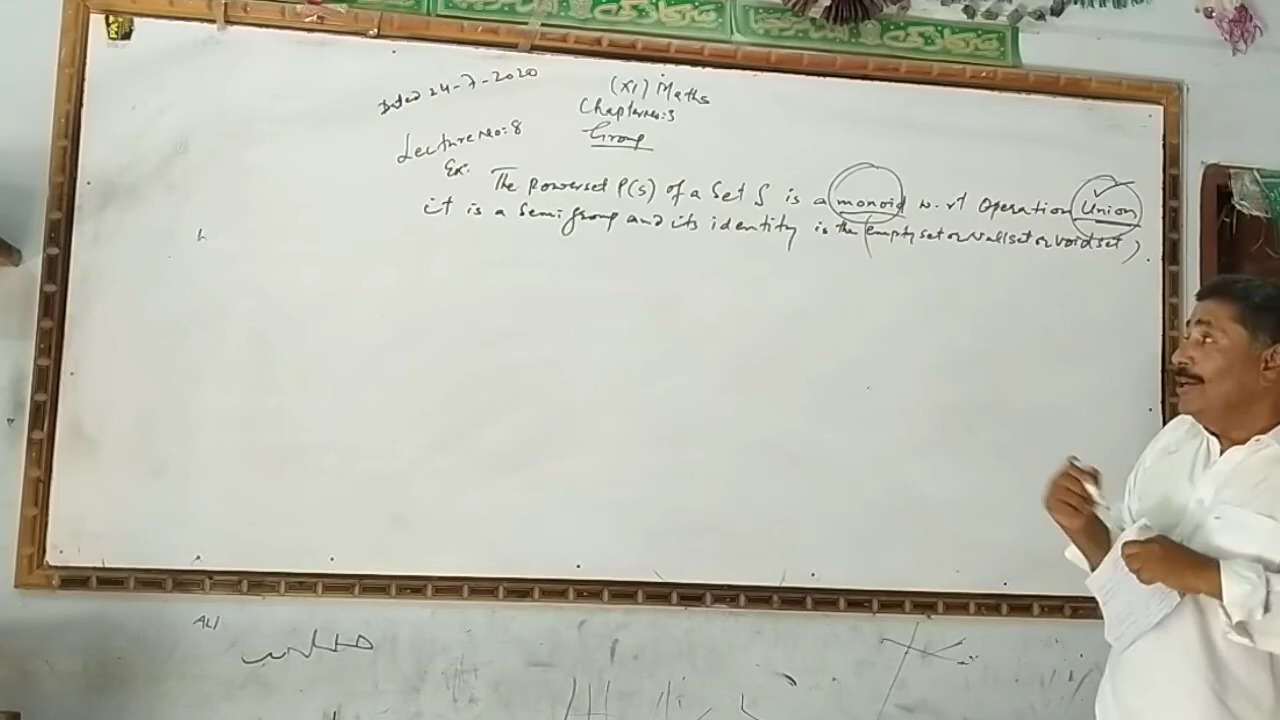 Dated 24-7-2020
(XI) Maths
Chapter no:3
Lecture no:8
Group
Ex. The powerset P(s) of a Set S is a monoid w.rt operation Union
it is a semi group and its identity is the (empty set or Null set or void set).
ALI